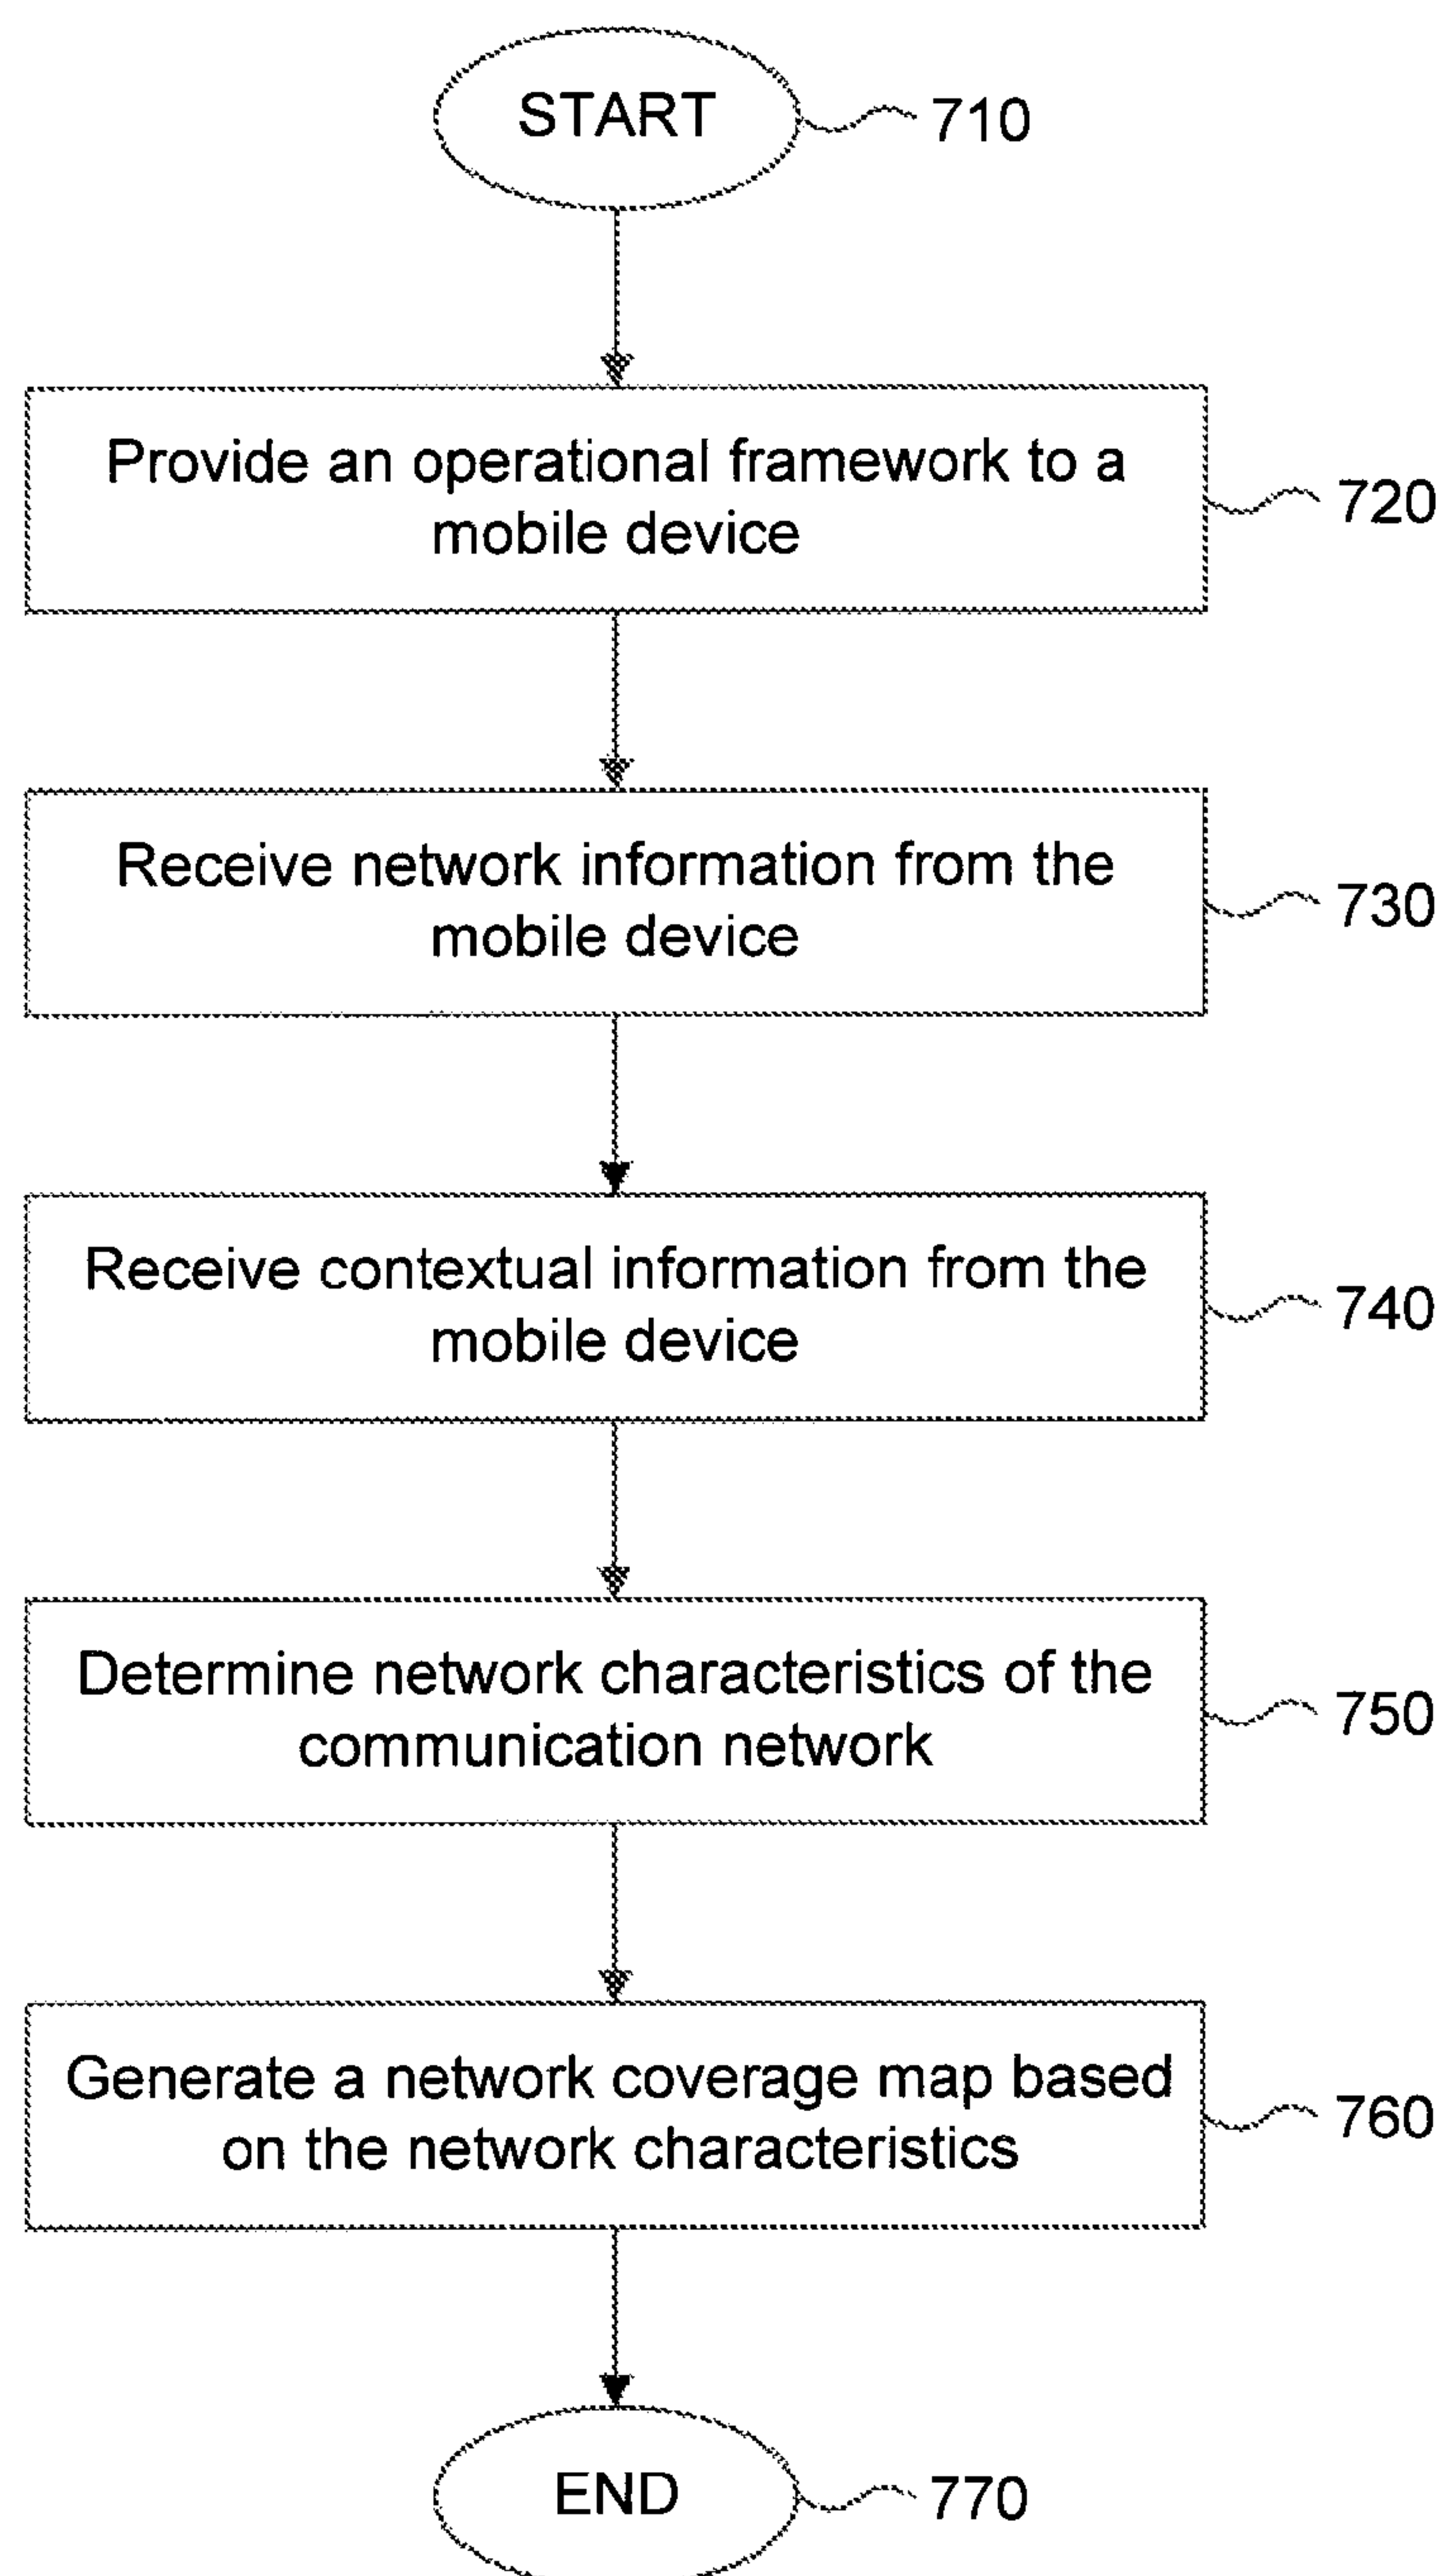 START
710
Provide an operational framework to a
mobile device
720
Receive network information from the
mobile device
730
Receive contextual information from the
mobile device
740
Determine network characteristics of the
communication network
750
Generate a network coverage map based
on the network characteristics
760
END
770